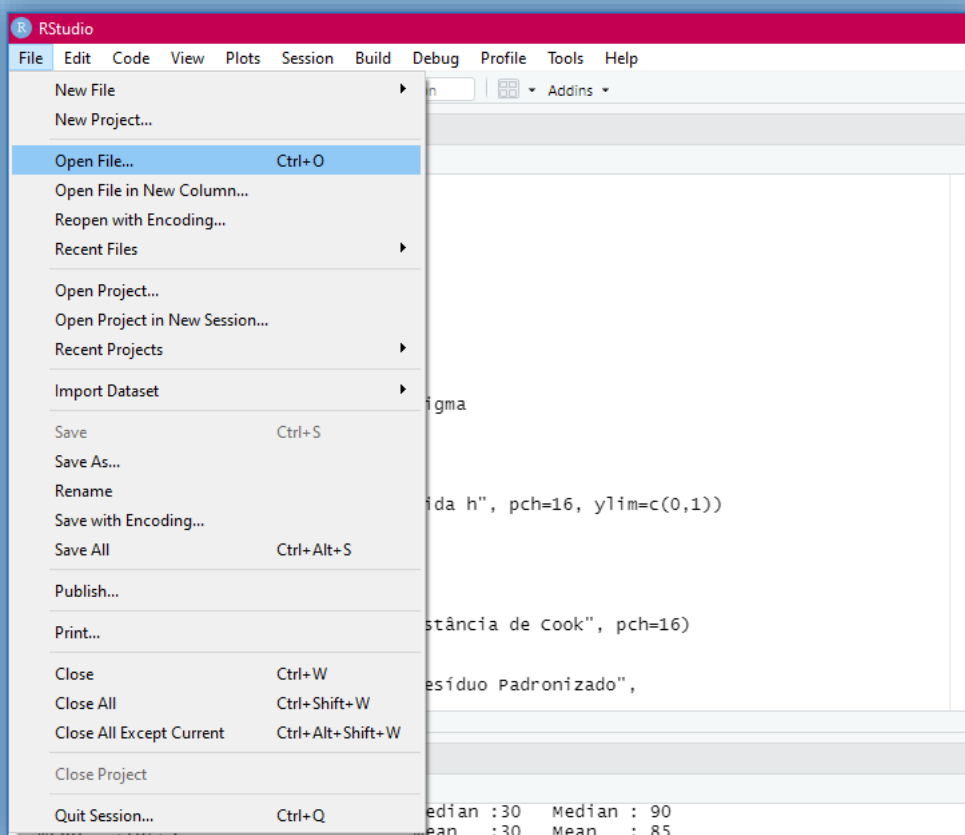 R RStudio
File Edit Code View Plots Session Build Debug Profile Tools Help
New File
Addins
New Project...
Open File... Ctrl+O
Open File in New Column...
Reopen with Encoding...
Recent Files
Open Project...
Open Project in New Session...
Recent Projects
Import Dataset
igma
Save Ctrl+S
Save As...
Rename
ida h", pch=16, ylim=c(0,1))
Save with Encoding...
Save All Ctrl+Alt+S
Publish...
stância de Cook", pch=16)
Print...
Close Ctrl+W
esíduo Padronizado",
Close All Ctrl+Shift+W
Close All Except Current Ctrl+Alt+Shift+W
Close Project
Quit Session... Ctrl+Q
edian :30 Median : 90
ean :30 Mean : 85